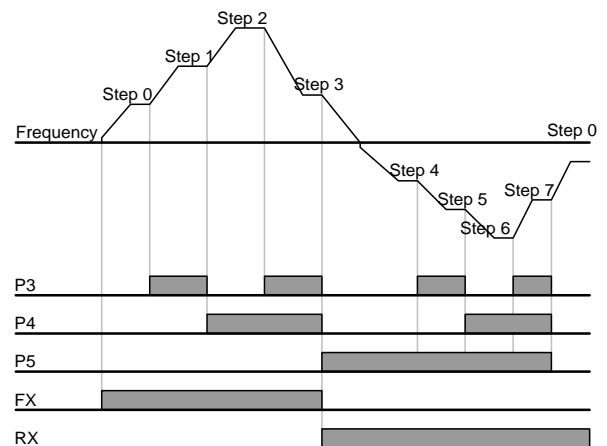 Step 2
Step 1
Step 3
Step 0
Frequency
Step 0
Step 4
Step 7
Step 5
Step 6
P3
P4
P5
FX
RX